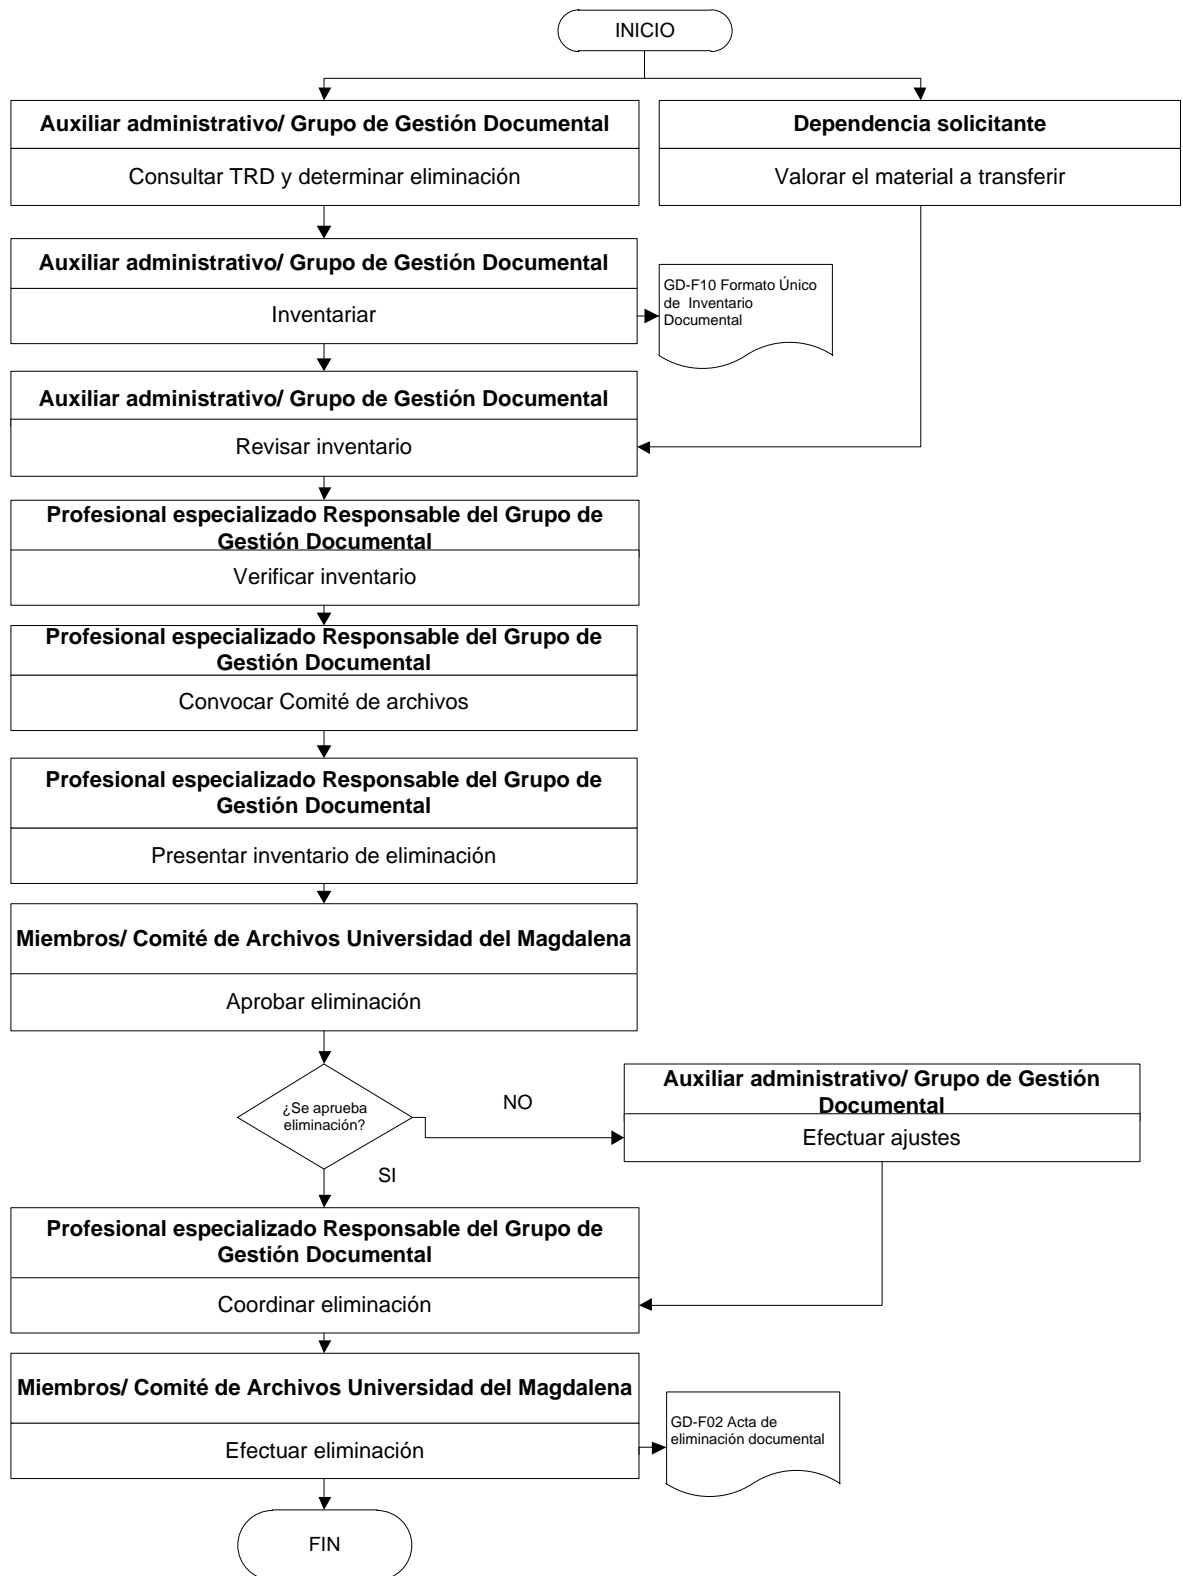 INICIO
Auxiliar administrativo/ Grupo de Gestión Documental
Consultar TRD y determinar eliminación
Dependencia solicitante
Valorar el material a transferir
Auxiliar administrativo/ Grupo de Gestión Documental
Inventariar
GD-F10 Formato Único
de Inventario
Documental
Auxiliar administrativo/ Grupo de Gestión Documental
Revisar inventario
Profesional especializado Responsable del Grupo de
Gestión Documental
Verificar inventario
Profesional especializado Responsable del Grupo de
Gestión Documental
Convocar Comité de archivos
Profesional especializado Responsable del Grupo de
Gestión Documental
Presentar inventario de eliminación
Miembros/ Comité de Archivos Universidad del Magdalena
Aprobar eliminación
¿Se aprueba
eliminación?
NO
SI
Auxiliar administrativo/ Grupo de Gestión
Documental
Efectuar ajustes
Profesional especializado Responsable del Grupo de
Gestión Documental
Coordinar eliminación
Miembros/ Comité de Archivos Universidad del Magdalena
Efectuar eliminación
GD-F02 Acta de
eliminación documental
FIN